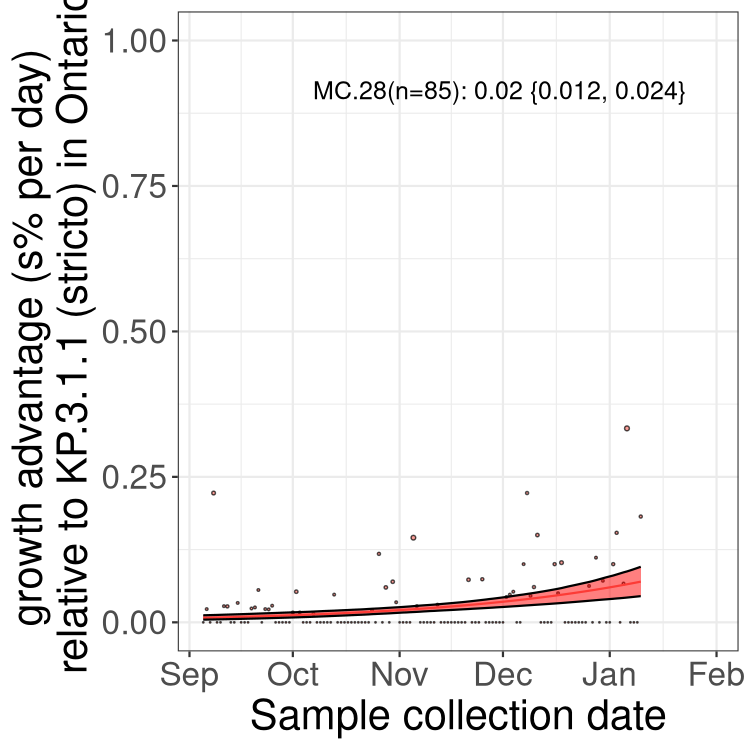 growth advantage (s% per day)
relative to KP.3.1.1 (stricto) in Ontario
1.00
0.75
0.50
0.25
0.00
MC.28(n=85): 0.02 {0.012, 0.024}
Sep Oct Nov Dec Jan Feb
Sample collection date